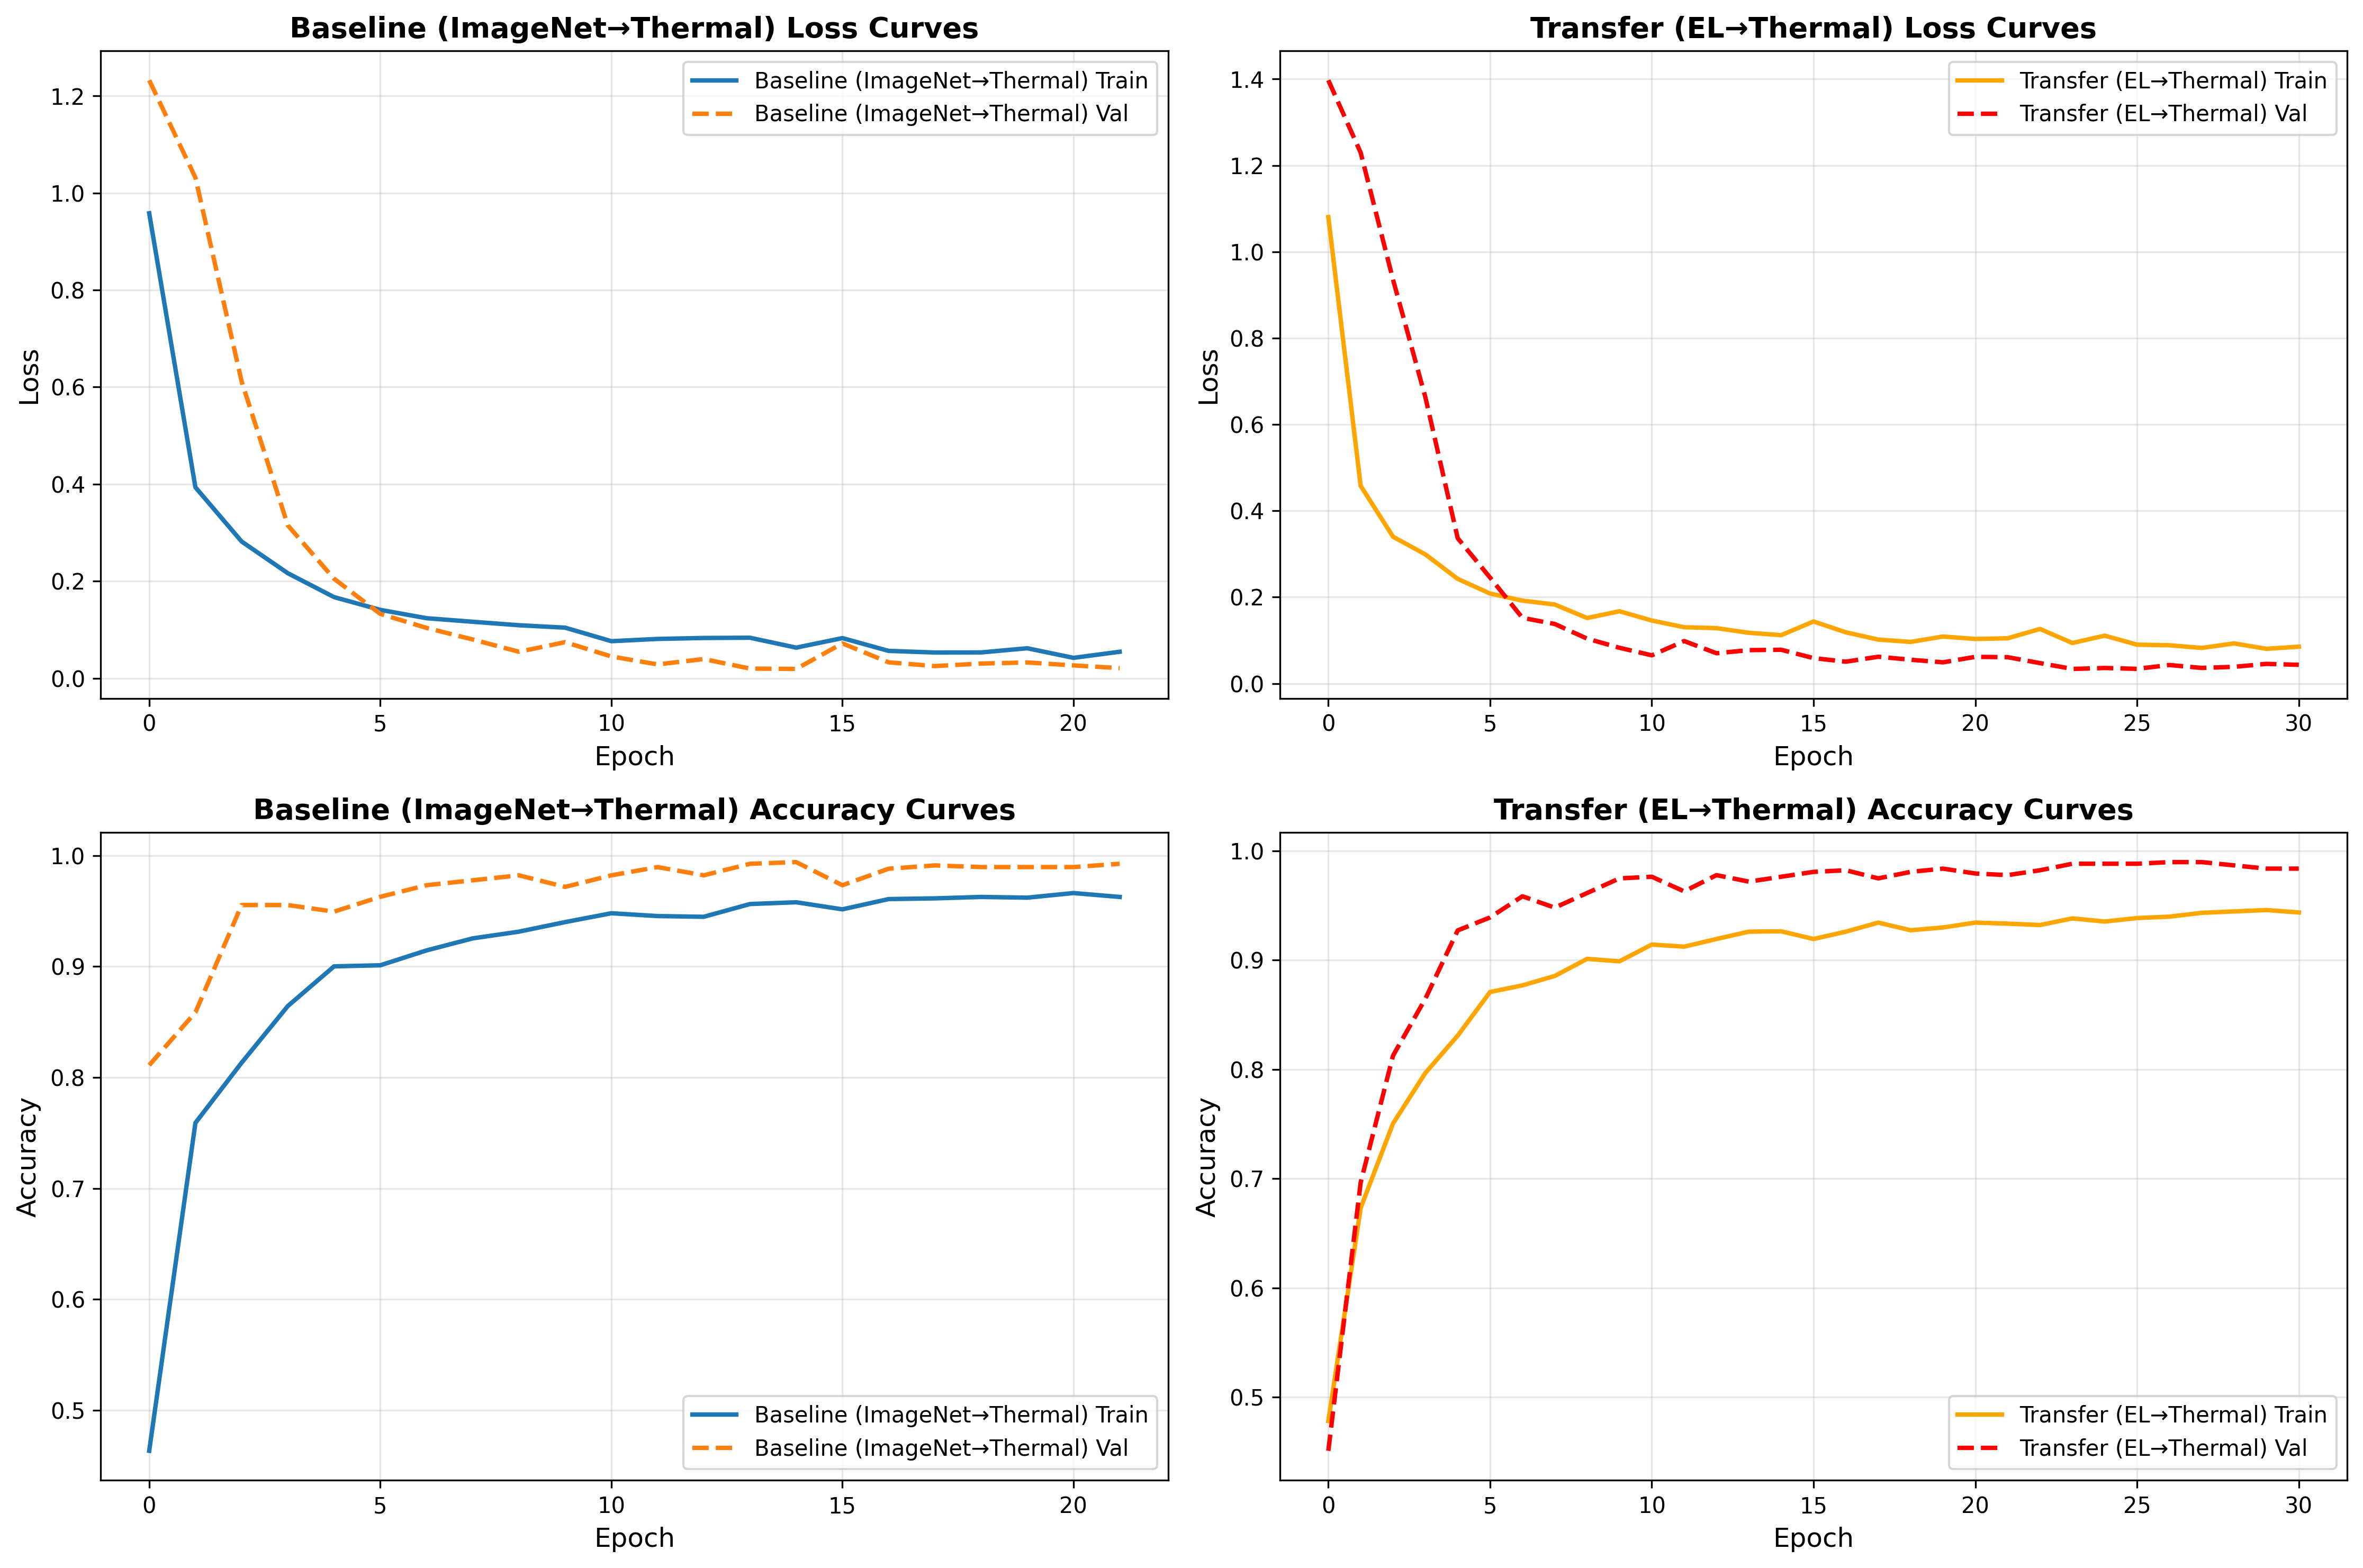 Baseline (ImageNet→Thermal) Loss Curves
Baseline (ImageNet→Thermal) Train
Baseline (ImageNet→Thermal) Val
Loss
1.2
1.0
0.8
0.6
0.4
0.2
0.0
0 5 10 15 20
Epoch
Transfer (EL→Thermal) Loss Curves
Transfer (EL→Thermal) Train
Transfer (EL→Thermal) Val
Loss
1.4
1.2
1.0
0.8
0.6
0.4
0.2
0.0
0 5 10 15 20 25 30
Epoch
Baseline (ImageNet→Thermal) Accuracy Curves
Accuracy
1.0
0.9
0.8
0.7
0.6
0.5
Baseline (ImageNet→Thermal) Train
Baseline (ImageNet→Thermal) Val
0 5 10 15 20
Epoch
Transfer (EL→Thermal) Accuracy Curves
Accuracy
1.0
0.9
0.8
0.7
0.6
0.5
Transfer (EL→Thermal) Train
Transfer (EL→Thermal) Val
0 5 10 15 20 25 30
Epoch